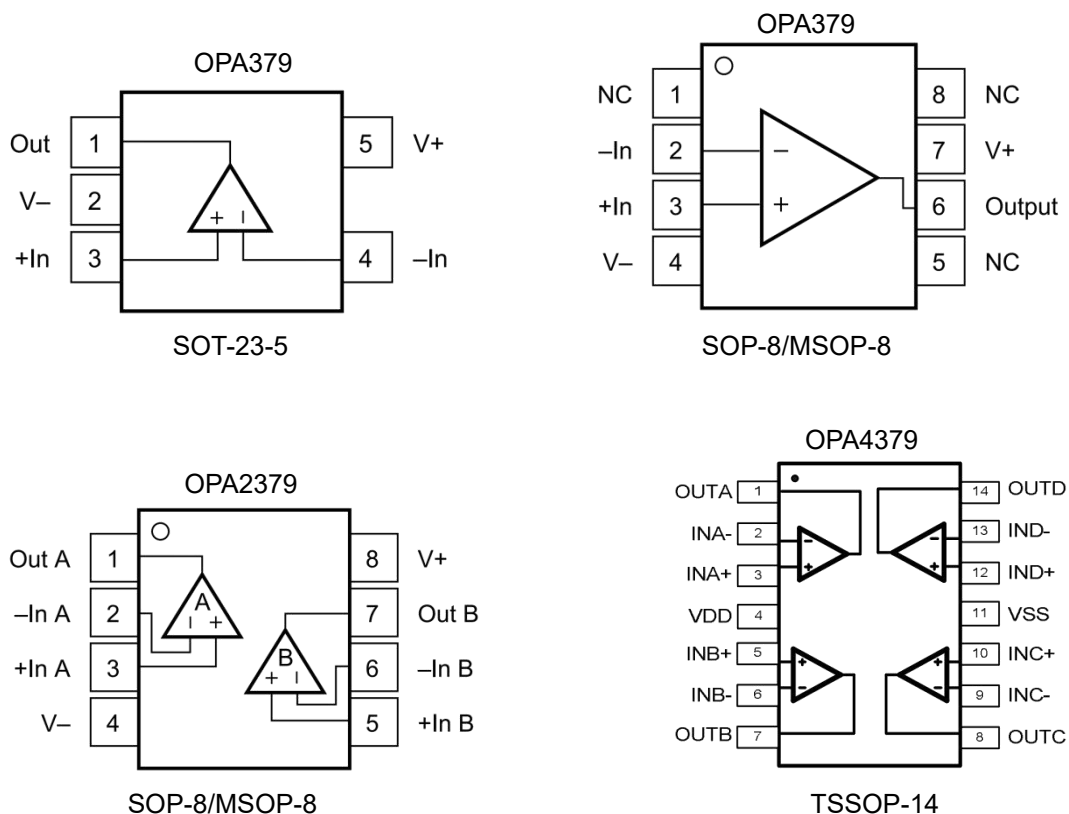 OPA379
Out 1 5 V+
V– 2
+ –
+In 3 4 –In
SOT-23-5
OPA379
NC 1 8 NC
–In 2 – 7 V+
+In 3 + 6 Output
V– 4 5 NC
SOP-8/MSOP-8
OPA2379
Out A 1 8 V+
–In A 2 A 7 Out B
– +
+In A 3 B 6 –In B
+ –
V– 4 5 +In B
SOP-8/MSOP-8
OPA4379
OUTA 1 14 OUTD
INA- 2 - - 13 IND-
INA+ 3 + + 12 IND+
VDD 4 11 VSS
INB+ 5 + + 10 INC+
INB- 6 - - 9 INC-
OUTB 7 8 OUTC
TSSOP-14